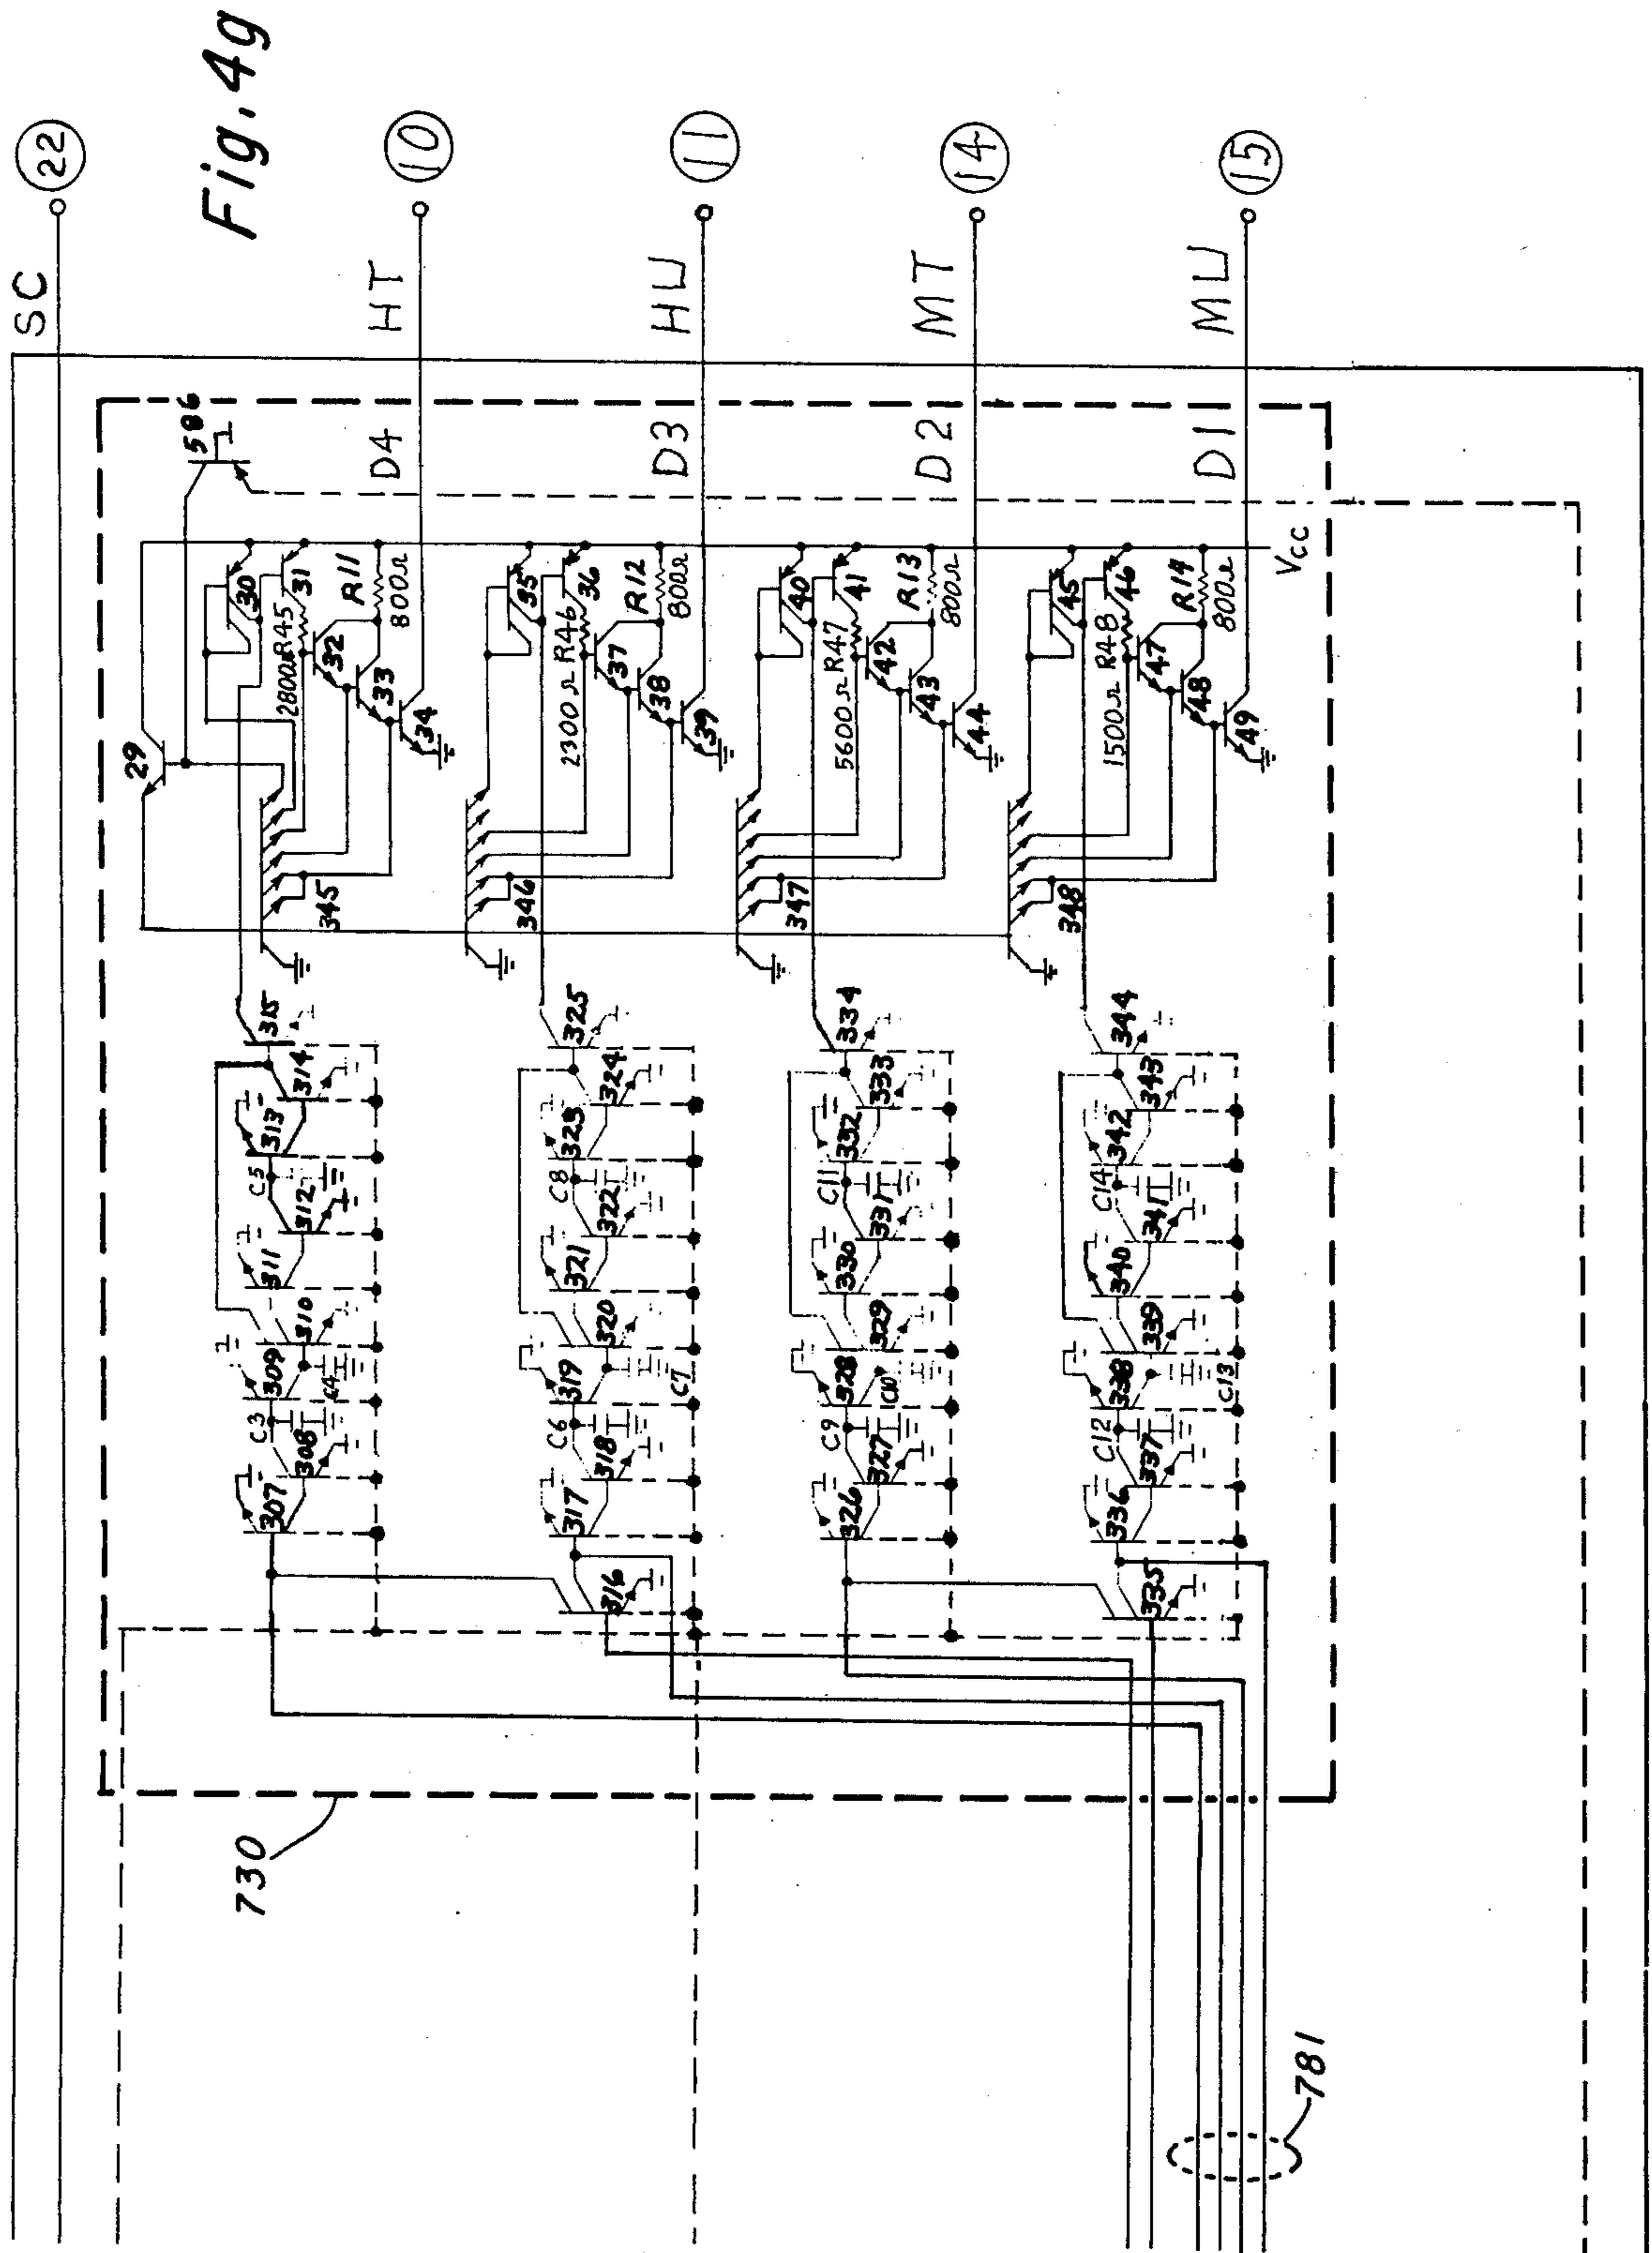 Fig. 4g
SC
22
HT
10
HU
11
MT
14
MU
15
586
D4
D3
D2
D1
Vcc
29
30
31
R45
2800Ω
R11
800Ω
32
33
34
35
36
R46
2300Ω
R12
800Ω
37
38
39
40
41
R47
5600Ω
R13
800Ω
42
43
44
45
46
R48
1500Ω
R14
800Ω
47
48
49
345
346
347
348
307
308
C3
309
C4
310
311
312
C5
313
314
315
316
317
318
C6
319
C7
320
321
322
C8
323
324
325
326
327
C9
328
C10
329
330
331
C11
332
333
334
335
336
337
C12
338
C13
339
340
341
C14
342
343
344
730
781